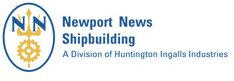 N N
Newport News
Shipbuilding
A Division of Huntington Ingalls Industries